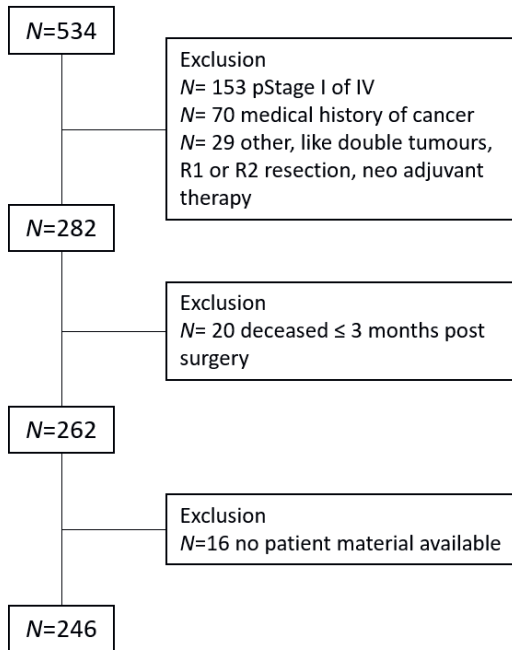 N=534
Exclusion
N= 153 pStage I of IV
N= 70 medical history of cancer
N= 29 other, like double tumours,
R1 or R2 resection, neo adjuvant
therapy
N=282
Exclusion
N= 20 deceased ≤ 3 months post
surgery
N=262
Exclusion
N=16 no patient material available
N=246